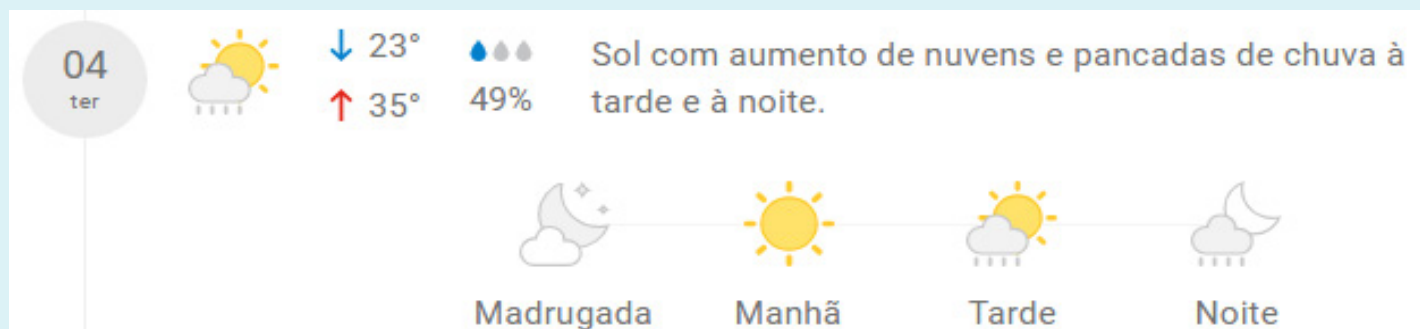 04
ter
↓ 23°
↑ 35°
49%
Sol com aumento de nuvens e pancadas de chuva à
tarde e à noite.
Madrugada Manhã Tarde Noite